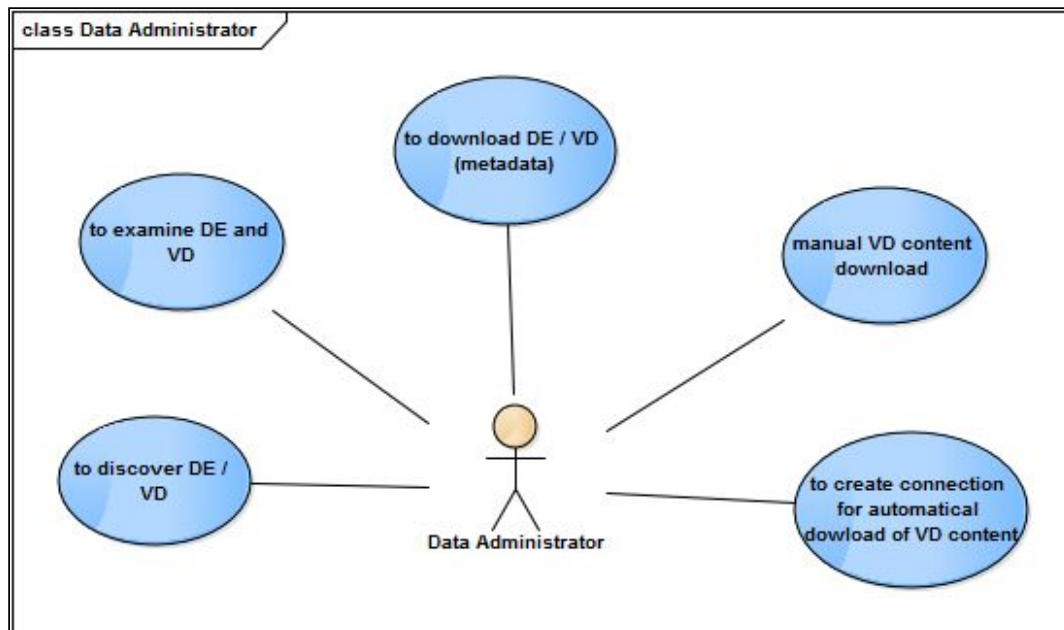 class Data Administrator
to download DE / VD
(metadata)
to examine DE and
VD
manual VD content
download
to discover DE /
VD
to create connection
for automatical
dowload of VD content
Data Administrator